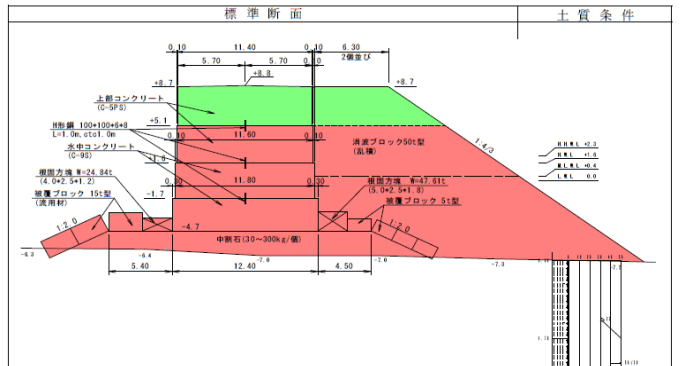 標準断面
土質条件
0.10 11.40 0.10 6.30
5.70 5.70 0.10 2個並び
+8.8
+8.7 +8.7
上部コンクリート
(C-5PS)
+5.1
H形鋼 100*100*6*8
L=1.0m,ctc1.0m
0.10 11.60 0.10
消波ブロック50t型
(乱積)
1:4/3
H.H.W.L +2.3
H.W.L +1.6
M.L.W.L +0.4
L.W.L 0.0
水中コンクリート
(C-9S)
+1.6
根固方塊 W=24.84t
(4.0*2.5*1.2)
0.30 11.80 0.30
根固方塊 W=47.61t
(5.0*2.5*1.8)
-1.7
被覆ブロック 15t型
(流用材)
被覆ブロック 5t型
1:2.0 1:2.0
-4.7
中割石(30~300kg/個)
-6.3 -6.4 -7.0 -7.0 -7.3
5.40 12.40 4.50